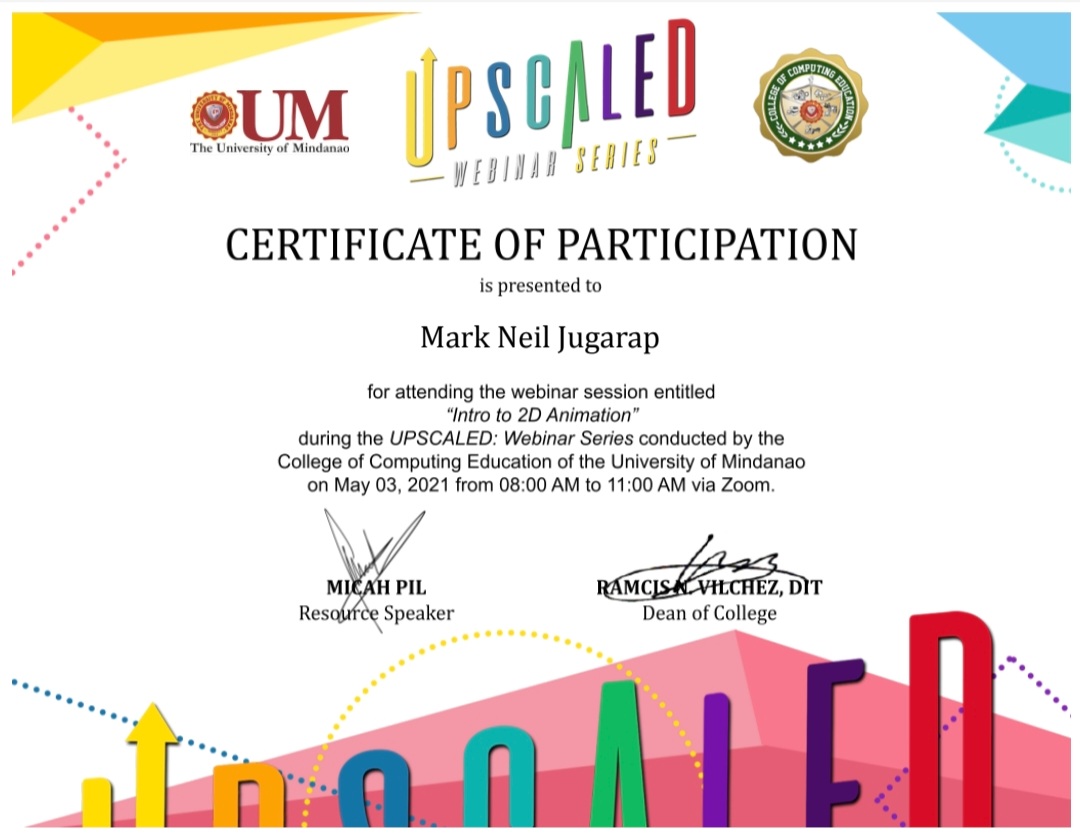 UM
The University of Mindanao
UPSCALED
WEBINAR SERIES
COLLEGE OF COMPUTING EDUCATION
CERTIFICATE OF PARTICIPATION
is presented to
Mark Neil Jugarap
for attending the webinar session entitled
“Intro to 2D Animation”
during the UPSCALED: Webinar Series conducted by the
College of Computing Education of the University of Mindanao
on May 03, 2021 from 08:00 AM to 11:00 AM via Zoom.
MICAH PIL
Resource Speaker
RAMCIS N. VILCHEZ, DIT
Dean of College
UPSCALED